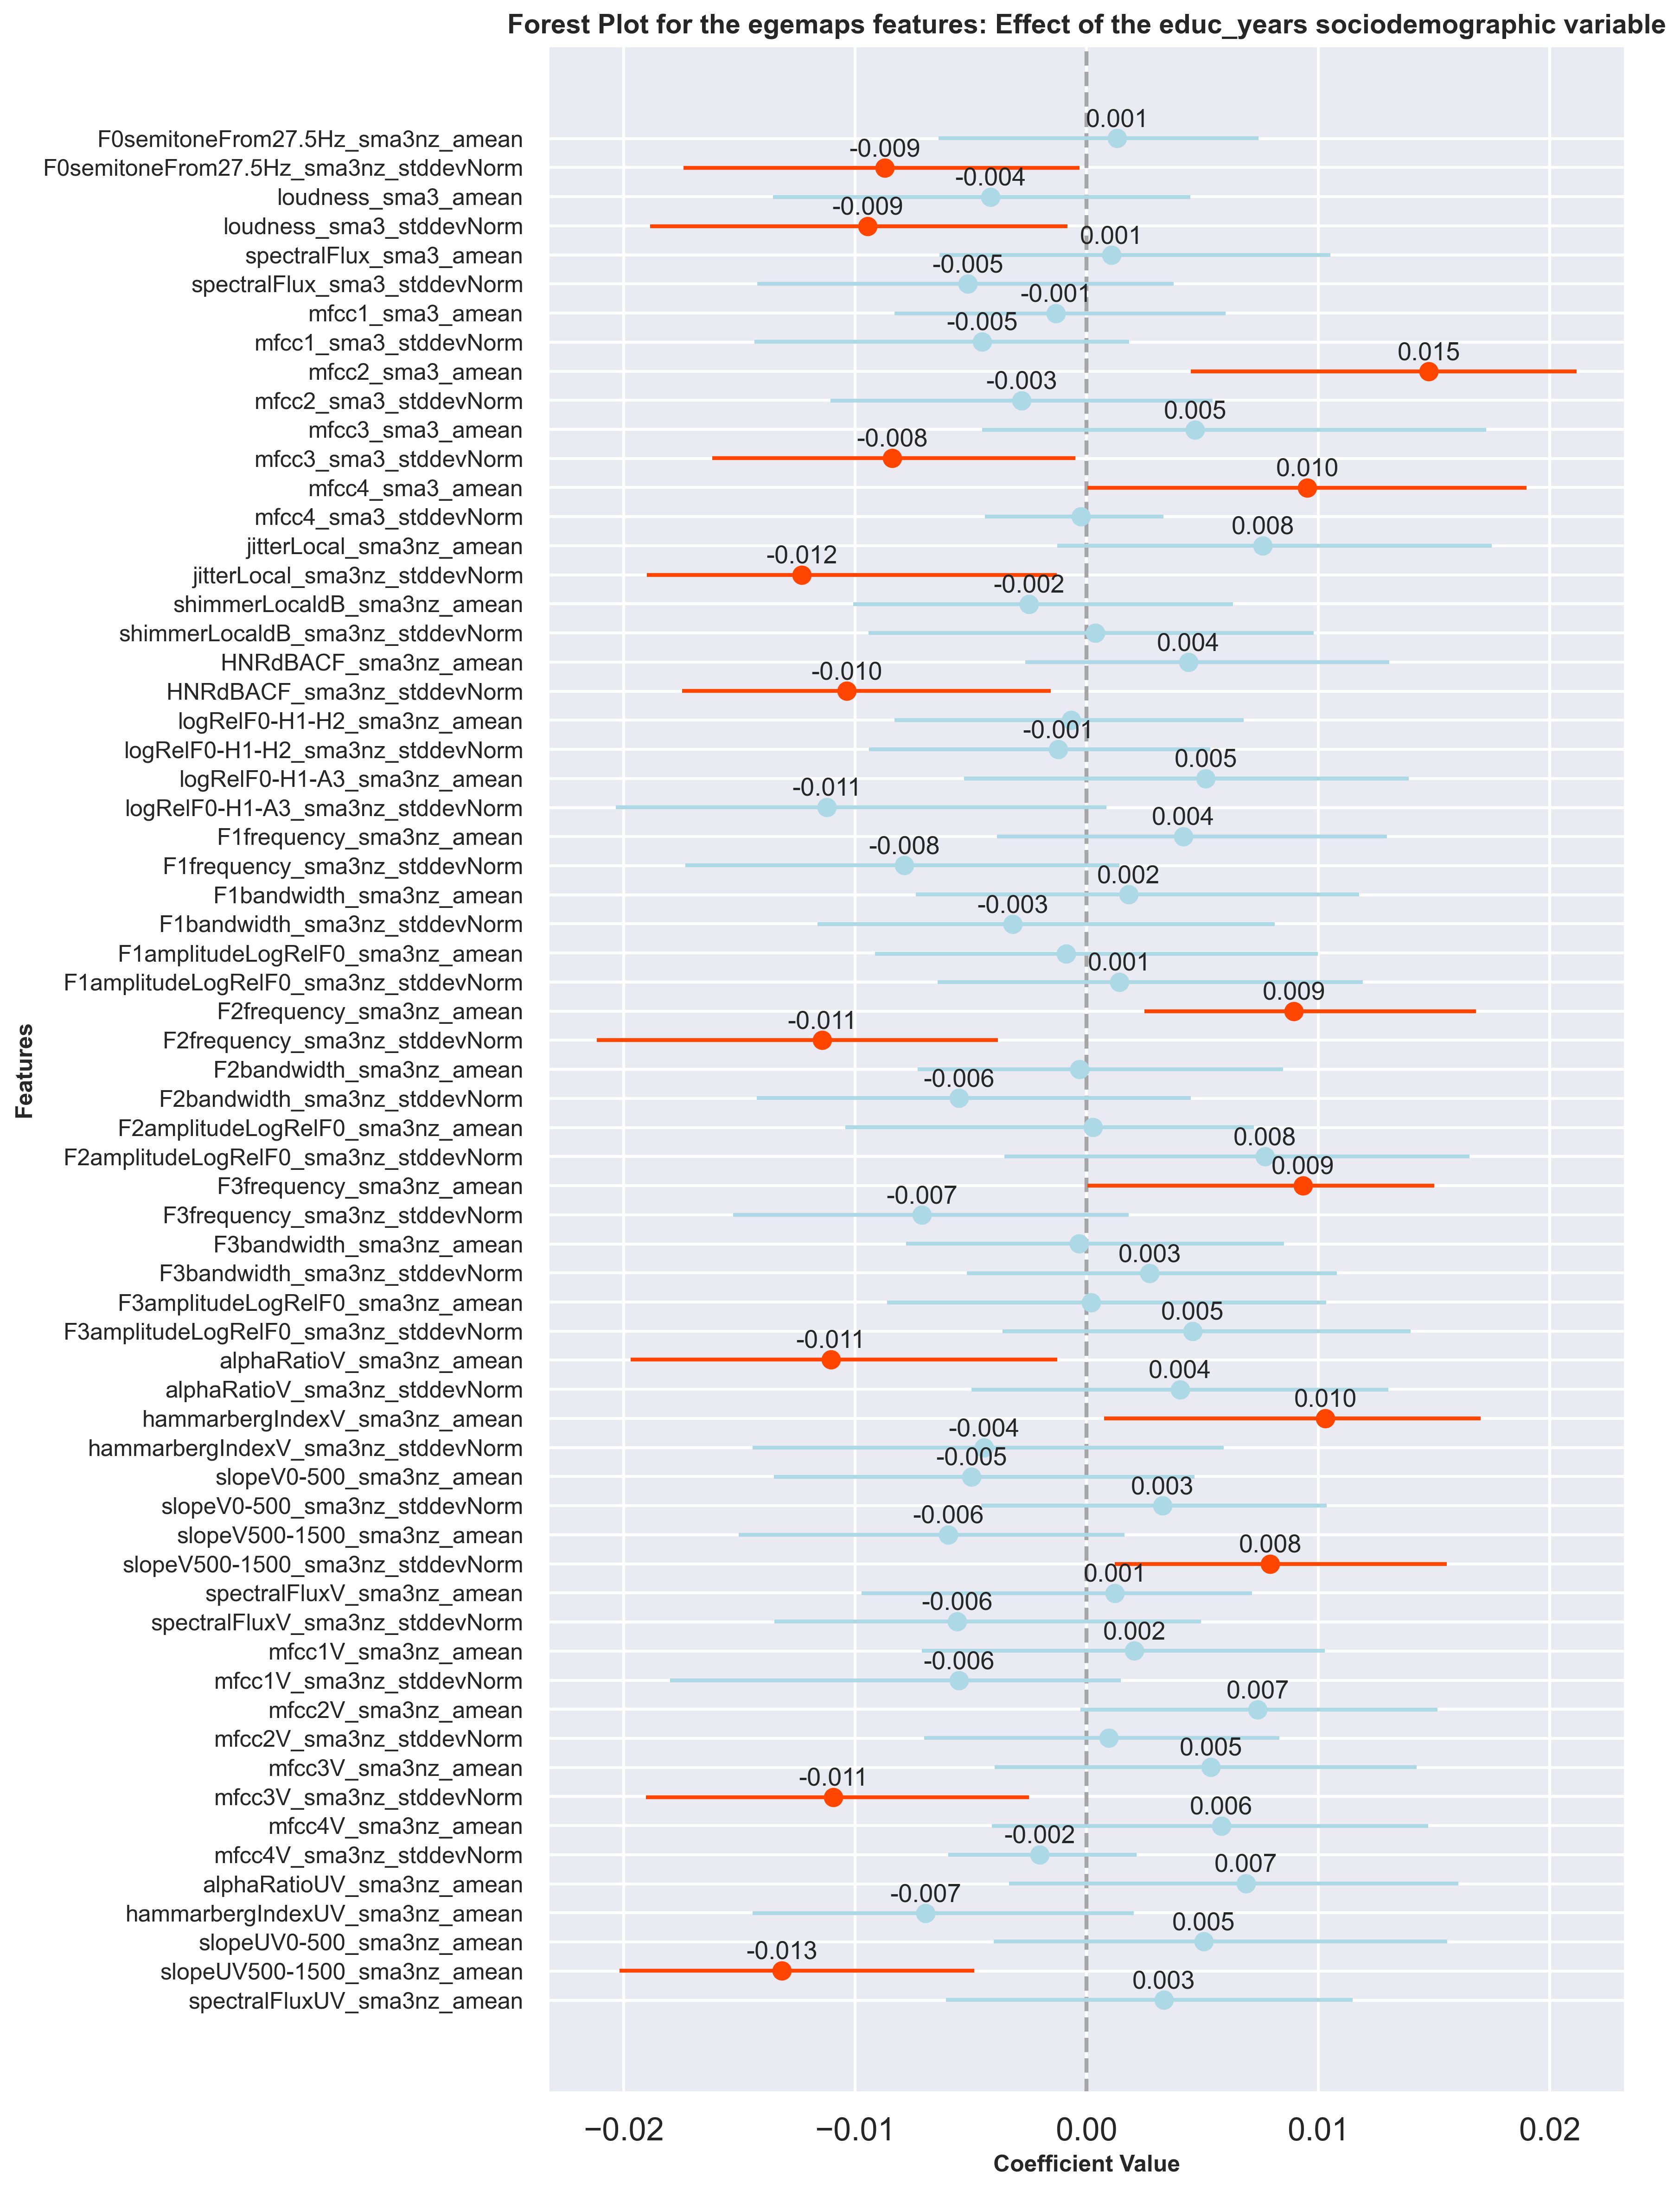 Forest Plot for the egemaps features: Effect of the educ_years sociodemographic variable
Features
F0semitoneFrom27.5Hz_sma3nz_amean 0.001
F0semitoneFrom27.5Hz_sma3nz_stddevNorm -0.009
loudness_sma3_amean -0.004
loudness_sma3_stddevNorm -0.009
spectralFlux_sma3_amean 0.001
spectralFlux_sma3_stddevNorm -0.005
mfcc1_sma3_amean -0.001
mfcc1_sma3_stddevNorm -0.005
mfcc2_sma3_amean 0.015
mfcc2_sma3_stddevNorm -0.003
mfcc3_sma3_amean 0.005
mfcc3_sma3_stddevNorm -0.008
mfcc4_sma3_amean 0.010
mfcc4_sma3_stddevNorm
jitterLocal_sma3nz_amean 0.008
jitterLocal_sma3nz_stddevNorm -0.012
shimmerLocaldB_sma3nz_amean -0.002
shimmerLocaldB_sma3nz_stddevNorm
HNRdBACF_sma3nz_amean 0.004
HNRdBACF_sma3nz_stddevNorm -0.010
logRelF0-H1-H2_sma3nz_amean
logRelF0-H1-H2_sma3nz_stddevNorm -0.001
logRelF0-H1-A3_sma3nz_amean 0.005
logRelF0-H1-A3_sma3nz_stddevNorm -0.011
F1frequency_sma3nz_amean 0.004
F1frequency_sma3nz_stddevNorm -0.008
F1bandwidth_sma3nz_amean 0.002
F1bandwidth_sma3nz_stddevNorm -0.003
F1amplitudeLogRelF0_sma3nz_amean
F1amplitudeLogRelF0_sma3nz_stddevNorm 0.001
F2frequency_sma3nz_amean 0.009
F2frequency_sma3nz_stddevNorm -0.011
F2bandwidth_sma3nz_amean
F2bandwidth_sma3nz_stddevNorm -0.006
F2amplitudeLogRelF0_sma3nz_amean
F2amplitudeLogRelF0_sma3nz_stddevNorm 0.008
F3frequency_sma3nz_amean 0.009
F3frequency_sma3nz_stddevNorm -0.007
F3bandwidth_sma3nz_amean
F3bandwidth_sma3nz_stddevNorm 0.003
F3amplitudeLogRelF0_sma3nz_amean
F3amplitudeLogRelF0_sma3nz_stddevNorm 0.005
alphaRatioV_sma3nz_amean -0.011
alphaRatioV_sma3nz_stddevNorm 0.004
hammarbergIndexV_sma3nz_amean 0.010
hammarbergIndexV_sma3nz_stddevNorm -0.004
slopeV0-500_sma3nz_amean -0.005
slopeV0-500_sma3nz_stddevNorm 0.003
slopeV500-1500_sma3nz_amean -0.006
slopeV500-1500_sma3nz_stddevNorm 0.008
spectralFluxV_sma3nz_amean 0.001
spectralFluxV_sma3nz_stddevNorm -0.006
mfcc1V_sma3nz_amean 0.002
mfcc1V_sma3nz_stddevNorm -0.006
mfcc2V_sma3nz_amean 0.007
mfcc2V_sma3nz_stddevNorm
mfcc3V_sma3nz_amean 0.005
mfcc3V_sma3nz_stddevNorm -0.011
mfcc4V_sma3nz_amean 0.006
mfcc4V_sma3nz_stddevNorm -0.002
alphaRatioUV_sma3nz_amean 0.007
hammarbergIndexUV_sma3nz_amean -0.007
slopeUV0-500_sma3nz_amean 0.005
slopeUV500-1500_sma3nz_amean -0.013
spectralFluxUV_sma3nz_amean 0.003
−0.02 −0.01 0.00 0.01 0.02
Coefficient Value